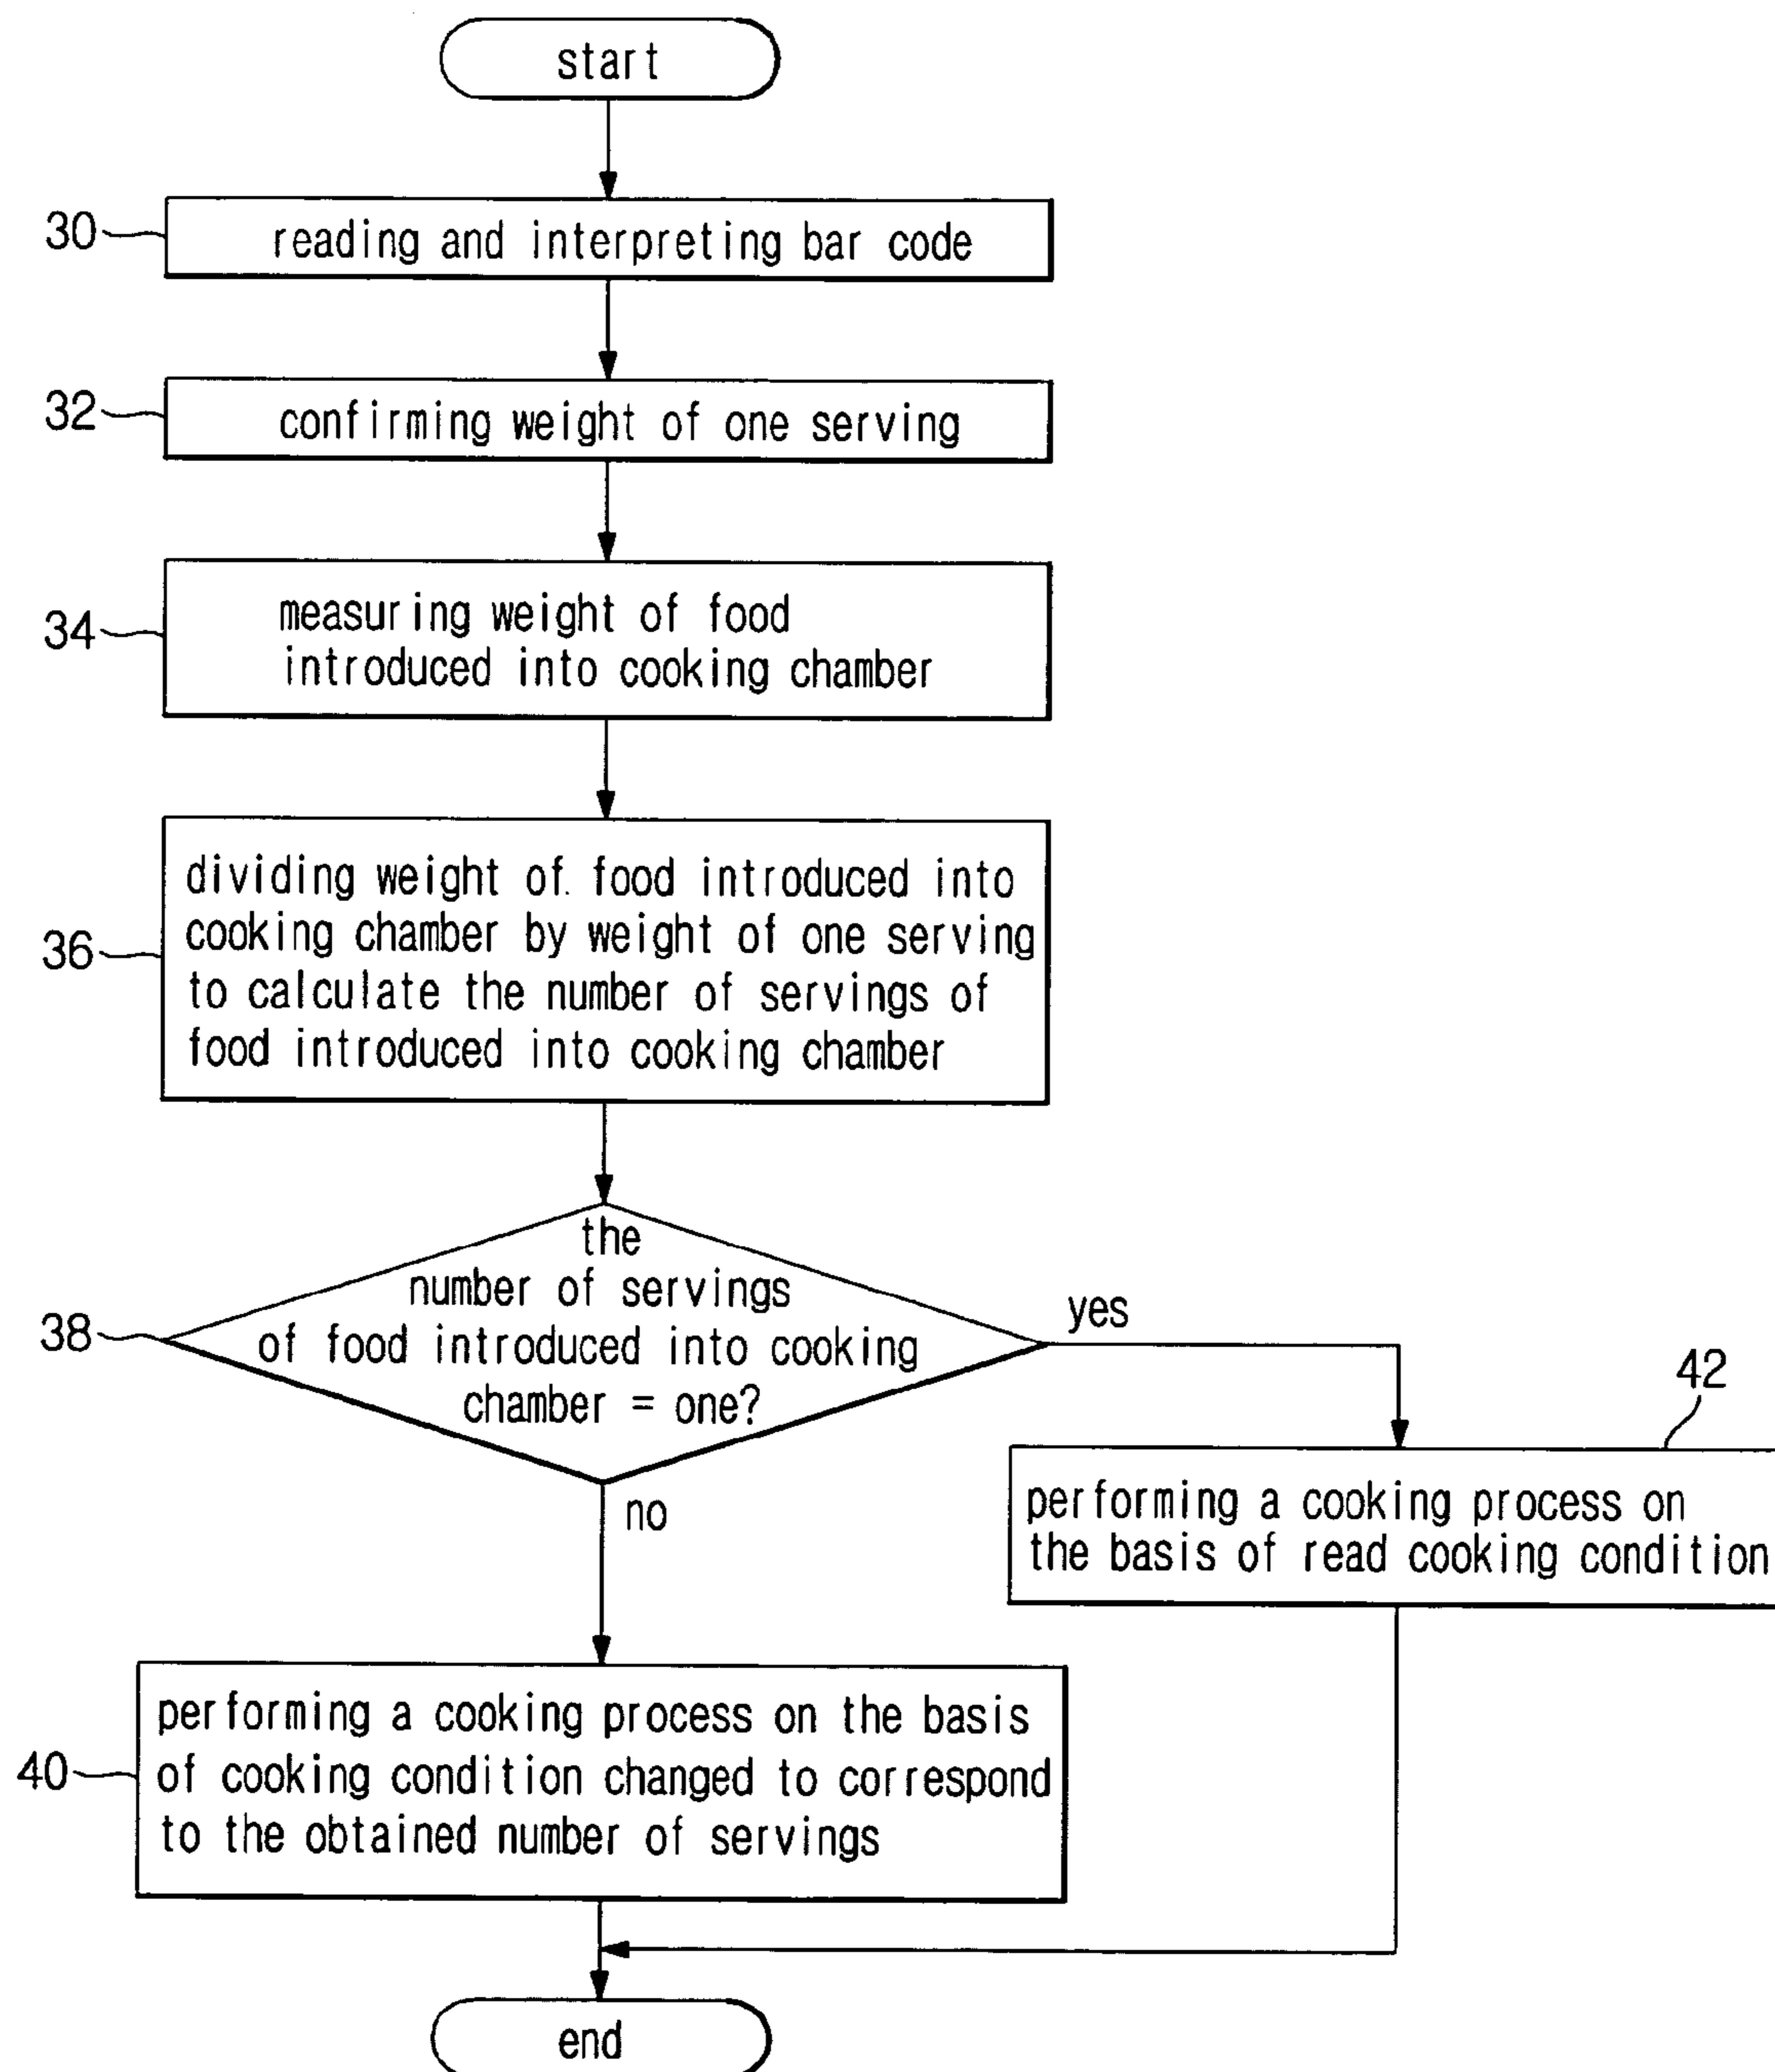 start
30
reading and interpreting bar code
32
confirming weight of one serving
34
measuring weight of food
introduced into cooking chamber
36
dividing weight of food introduced into
cooking chamber by weight of one serving
to calculate the number of servings of
food introduced into cooking chamber
38
the
number of servings
of food introduced into cooking
chamber = one?
yes
no
42
performing a cooking process on
the basis of read cooking condition
40
performing a cooking process on the basis
of cooking condition changed to correspond
to the obtained number of servings
end